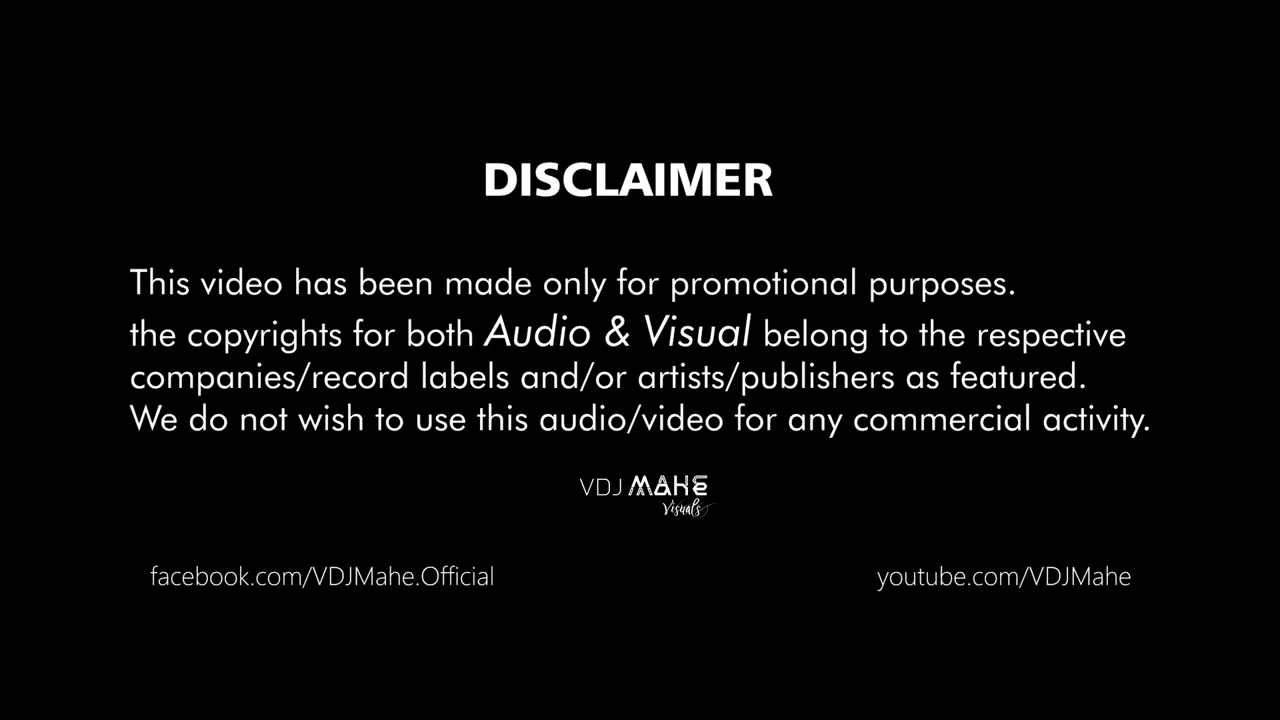 DISCLAIMER
This video has been made only for promotional purposes.
the copyrights for both Audio & Visual belong to the respective
companies/record labels and/or artists/publishers as featured.
We do not wish to use this audio/video for any commercial activity.
VDJ MAHE
Visuals
facebook.com/VDJMahe.Official
youtube.com/VDJMahe